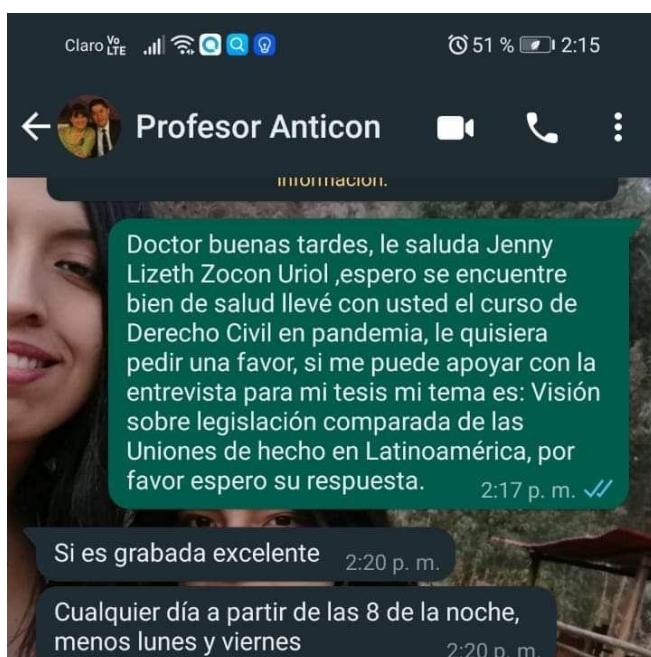 Claro Vo LTE 51 % 2:15
Profesor Anticon
información.
Doctor buenas tardes, le saluda Jenny
Lizeth Zocon Uriol ,espero se encuentre
bien de salud llevé con usted el curso de
Derecho Civil en pandemia, le quisiera
pedir una favor, si me puede apoyar con la
entrevista para mi tesis mi tema es: Visión
sobre legislación comparada de las
Uniones de hecho en Latinoamérica, por
favor espero su respuesta. 2:17 p. m.
Si es grabada excelente 2:20 p. m.
Cualquier día a partir de las 8 de la noche,
menos lunes y viernes 2:20 p. m.